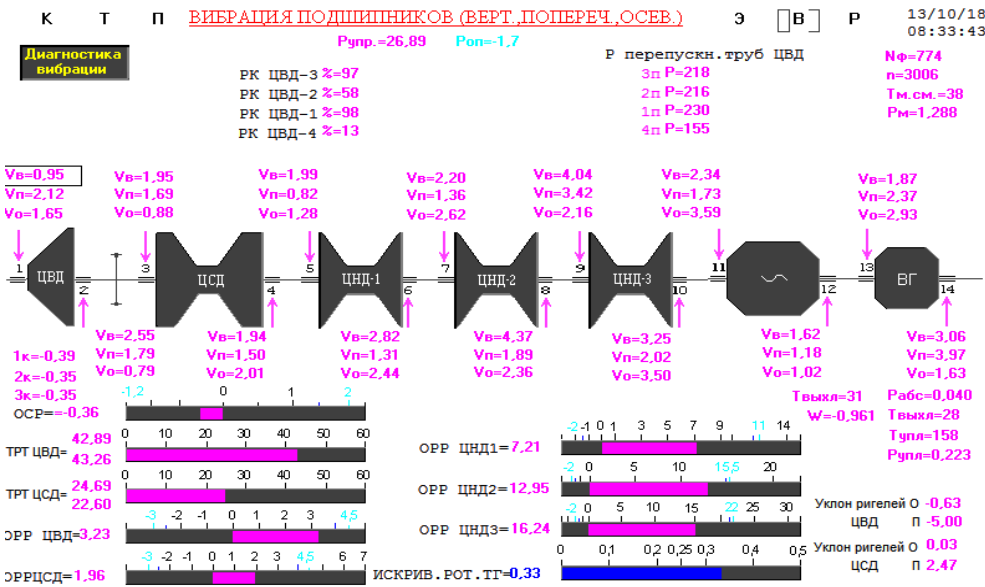 К Т П ВИБРАЦИЯ ПОДШИПНИКОВ (ВЕРТ.,ПОПЕРЕЧ.,ОСЕВ.) Э [В] Р 13/10/18
08:33:43
Диагностика
вибрации
Рупр.=26,89 Роп=-1,7
РК ЦВД-3 %=97
РК ЦВД-2 %=58
РК ЦВД-1 %=98
РК ЦВД-4 %=13
Р перепускн.труб ЦВД
3п Р=218
2п Р=216
1п Р=230
4п Р=155
Nф=774
n=3006
Тм.см.=38
Рм=1,288
Vв=0,95 Vв=1,95 Vв=1,99 Vв=2,20 Vв=4,04 Vв=2,34 Vв=1,87
Vп=2,12 Vп=1,69 Vп=0,82 Vп=1,36 Vп=3,42 Vп=1,73 Vп=2,37
Vо=1,65 Vо=0,88 Vо=1,28 Vо=2,62 Vо=2,16 Vо=3,59 Vо=2,93
1 3 5 7 9 11 13
ЦВД ЦСД ЦНД-1 ЦНД-2 ЦНД-3 ВГ
2 4 6 8 10 12 14
Vв=2,55 Vв=1,94 Vв=2,82 Vв=4,37 Vв=3,25 Vв=1,62 Vв=3,06
Vп=1,79 Vп=1,50 Vп=1,31 Vп=1,89 Vп=2,02 Vп=1,18 Vп=3,97
Vо=0,79 Vо=2,01 Vо=2,44 Vо=2,36 Vо=3,50 Vо=1,02 Vо=1,63
1к=-0,39
2к=-0,35
3к=-0,35
Твыхл=31 Рабс=0,040
W=-0,961 Твыхл=28
Тупл=158
Рупл=0,223
-1,2 0 1 2
ОСР==-0,36
0 10 20 30 40 50 60
ТРТ ЦВД= 42,89
43,26
0 10 20 30 40 50 60
ТРТ ЦСД= 24,69
22,60
-3 -2 -1 0 1 2 3 4,5
ОРР ЦВД=3,23
-3 -2 -1 0 1 2 3 4,5 6 7
ОРРЦСД=1,96
-2 -1 0 1 3 5 7 9 11 14
ОРР ЦНД1=7,21
-2 0 5 10 15,5 20
ОРР ЦНД2=12,95
-2 0 5 10 15 22 25 30
ОРР ЦНД3=16,24
0 0,1 0,2 0,25 0,3 0,4 0,5
ИСКРИВ.РОТ.ТГ=0,33
Уклон ригелей О -0,63
ЦВД П -5,00
Уклон ригелей О 0,03
ЦСД П 2,47